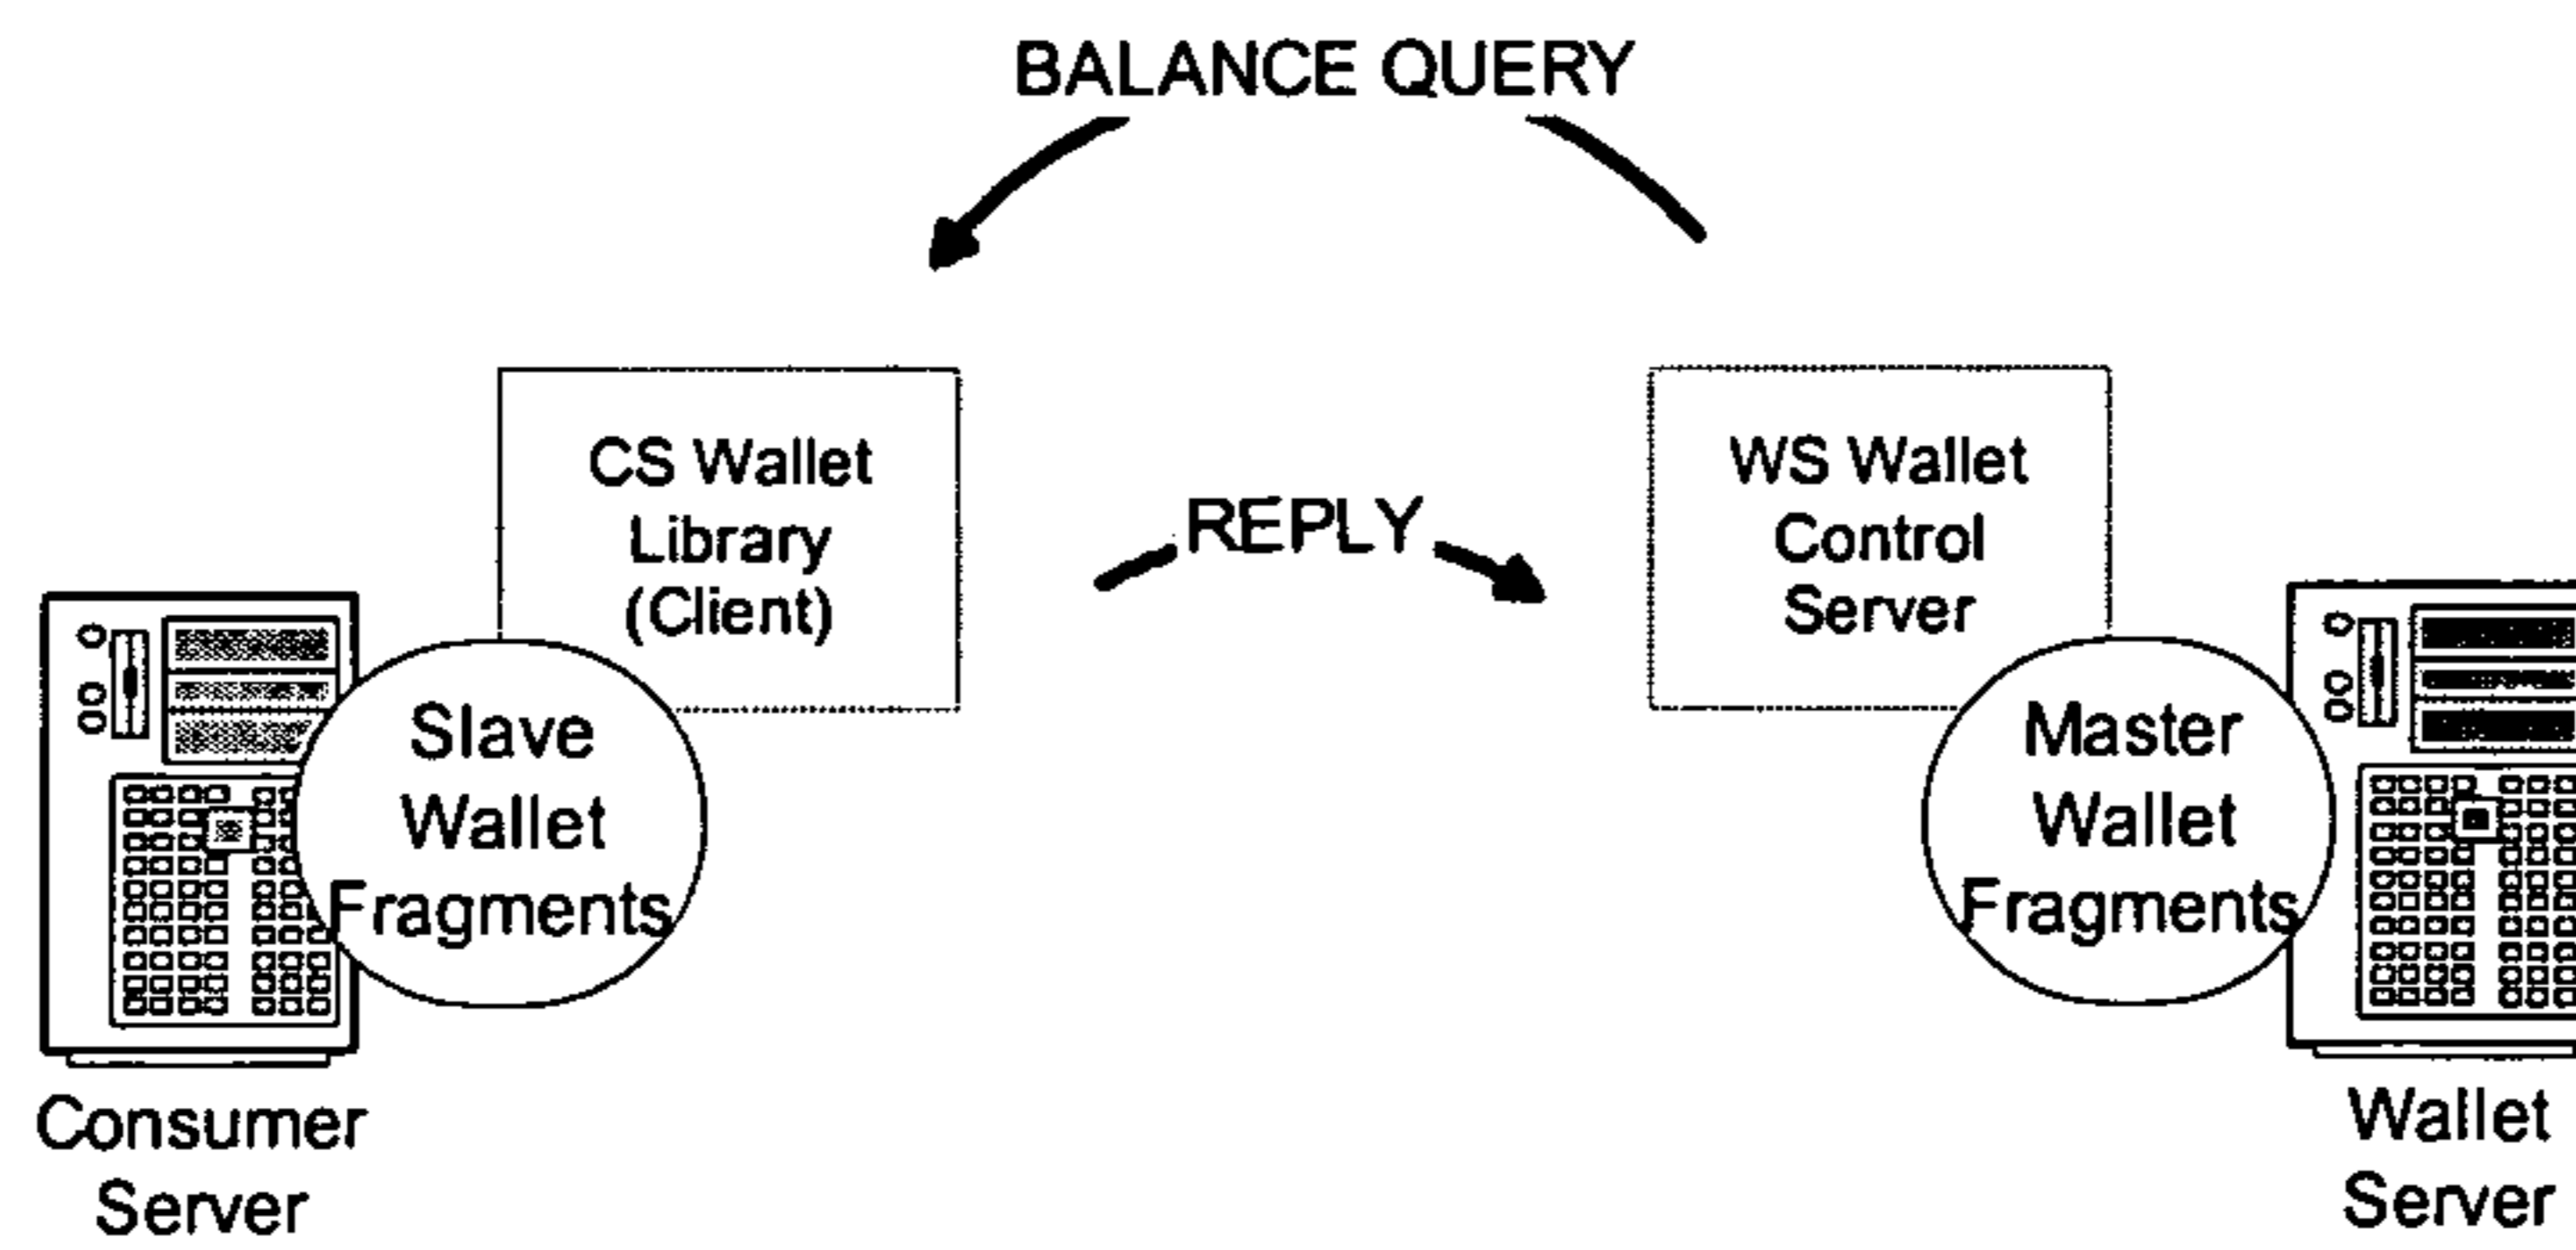 BALANCE QUERY
CS Wallet
Library
(Client)
REPLY
WS Wallet
Control
Server
Slave
Wallet
Fragments
Master
Wallet
Fragments
Consumer
Server
Wallet
Server